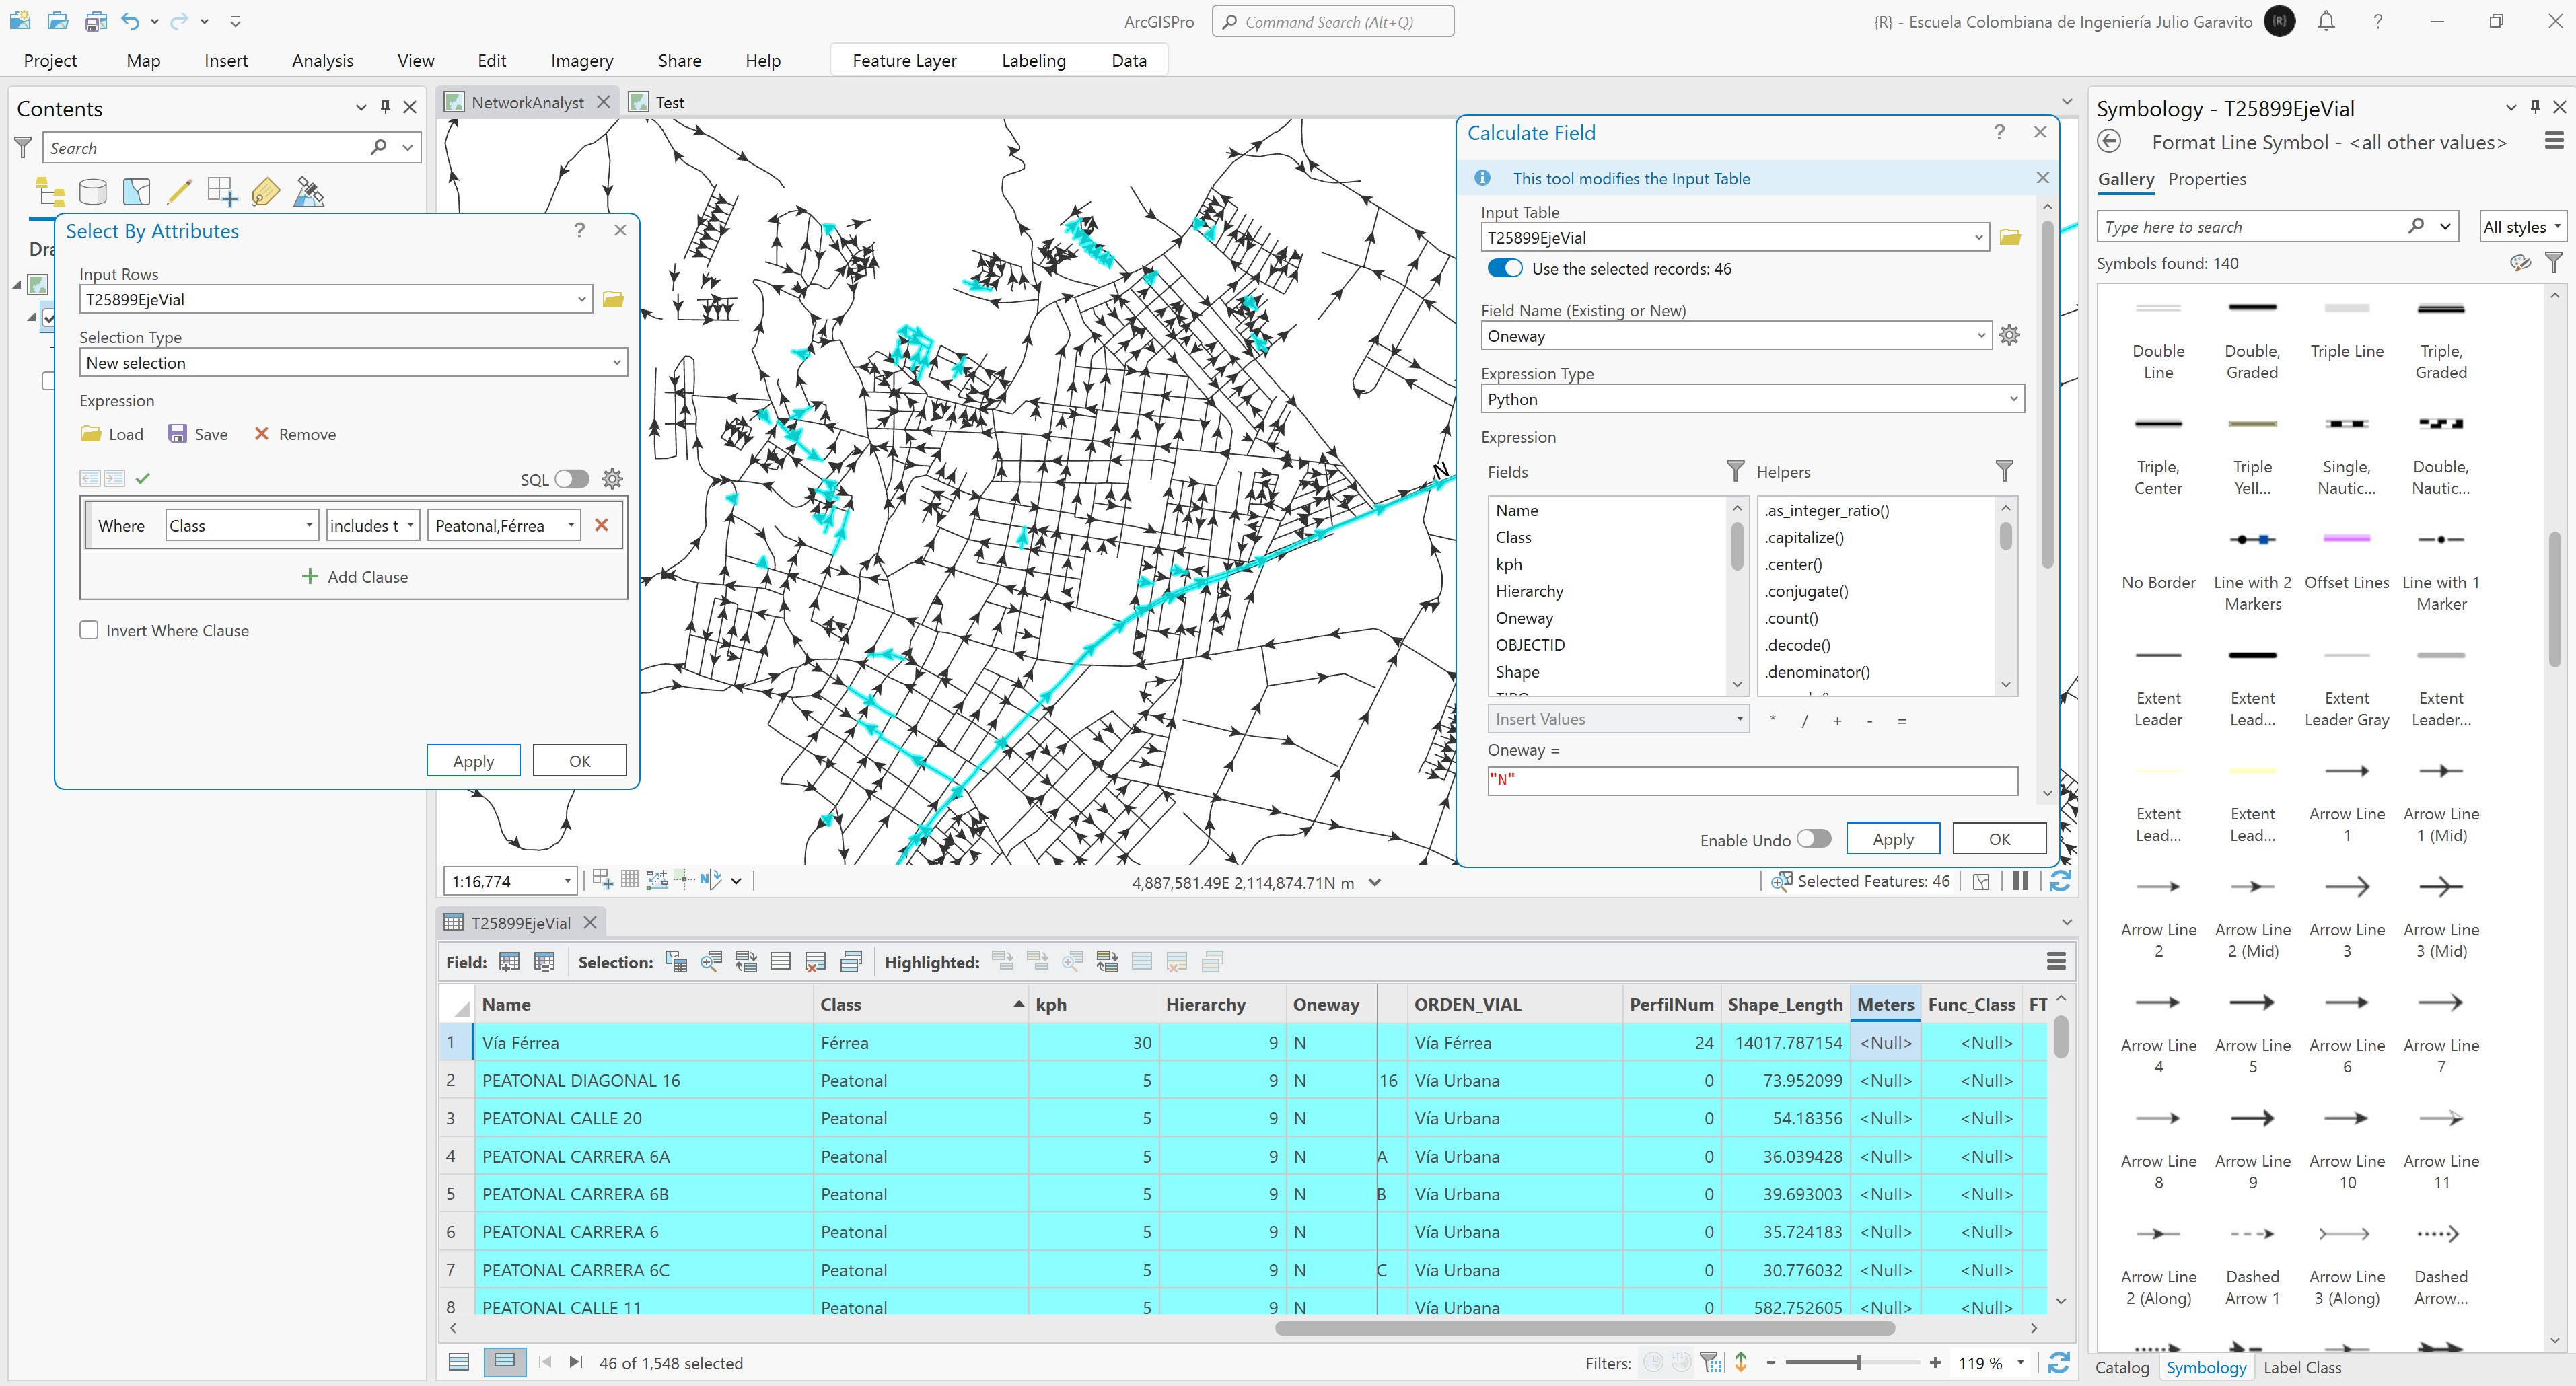 ArcGISPro
Command Search (Alt+Q)
{R} - Escuela Colombiana de Ingeniería Julio Garavito
{R}
?
Project
Map
Insert
Analysis
View
Edit
Imagery
Share
Help
Feature Layer
Labeling
Data
Contents
Search
Select By Attributes
?
Input Rows
T25899EjeVial
Selection Type
New selection
Expression
Load
Save
Remove
SQL
Where
Class
includes t
Peatonal,Férrea
Add Clause
Invert Where Clause
Apply
OK
NetworkAnalyst
Test
N
Calculate Field
?
This tool modifies the Input Table
Input Table
T25899EjeVial
Use the selected records: 46
Field Name (Existing or New)
Oneway
Expression Type
Python
Expression
Fields
Helpers
Name
Class
kph
Hierarchy
Oneway
OBJECTID
Shape
.as_integer_ratio()
.capitalize()
.center()
.conjugate()
.count()
.decode()
.denominator()
Insert Values
* / + - =
Oneway =
"N"
Enable Undo
Apply
OK
1:16,774
4,887,581.49E 2,114,874.71N m
Selected Features: 46
T25899EjeVial
Field:
Selection:
Highlighted:
Name Class kph Hierarchy Oneway ORDEN_VIAL PerfilNum Shape_Length Meters Func_Class FT
1 Vía Férrea Férrea 30 9 N Vía Férrea 24 14017.787154 <Null> <Null>
2 PEATONAL DIAGONAL 16 Peatonal 5 9 N 16 Vía Urbana 0 73.952099 <Null> <Null>
3 PEATONAL CALLE 20 Peatonal 5 9 N Vía Urbana 0 54.18356 <Null> <Null>
4 PEATONAL CARRERA 6A Peatonal 5 9 N A Vía Urbana 0 36.039428 <Null> <Null>
5 PEATONAL CARRERA 6B Peatonal 5 9 N B Vía Urbana 0 39.693003 <Null> <Null>
6 PEATONAL CARRERA 6 Peatonal 5 9 N Vía Urbana 0 35.724183 <Null> <Null>
7 PEATONAL CARRERA 6C Peatonal 5 9 N C Vía Urbana 0 30.776032 <Null> <Null>
8 PEATONAL CALLE 11 Peatonal 5 9 N Vía Urbana 0 582.752605 <Null> <Null>
46 of 1,548 selected
Filters:
119 %
Symbology - T25899EjeVial
Format Line Symbol - <all other values>
Gallery
Properties
Type here to search
All styles
Symbols found: 140
Double Line
Double, Graded
Triple Line
Triple, Graded
Triple, Center
Triple Yell...
Single, Nautic...
Double, Nautic...
No Border
Line with 2 Markers
Offset Lines
Line with 1 Marker
Extent Leader
Extent Lead...
Extent Leader Gray
Extent Leader...
Extent Lead...
Extent Lead...
Arrow Line 1
Arrow Line 1 (Mid)
Arrow Line 2
Arrow Line 2 (Mid)
Arrow Line 3
Arrow Line 3 (Mid)
Arrow Line 4
Arrow Line 5
Arrow Line 6
Arrow Line 7
Arrow Line 8
Arrow Line 9
Arrow Line 10
Arrow Line 11
Arrow Line 2 (Along)
Dashed Arrow 1
Arrow Line 3 (Along)
Dashed Arrow...
Catalog
Symbology
Label Class